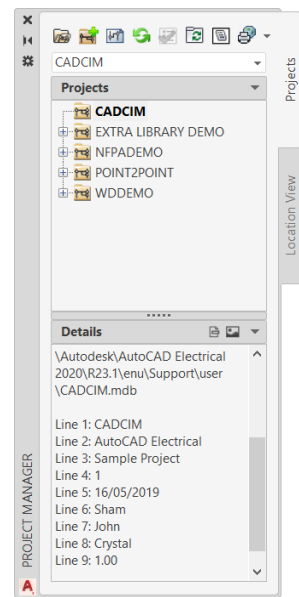 CADCIM
Projects
CADCIM
EXTRA LIBRARY DEMO
NFPADEMO
POINT2POINT
WDDEMO
Details
\Autodesk\AutoCAD Electrical
2020\R23.1\enu\Support\user
\CADCIM.mdb
Line 1: CADCIM
Line 2: AutoCAD Electrical
Line 3: Sample Project
Line 4: 1
Line 5: 16/05/2019
Line 6: Sham
Line 7: John
Line 8: Crystal
Line 9: 1.00
PROJECT MANAGER
A
Projects
Location View